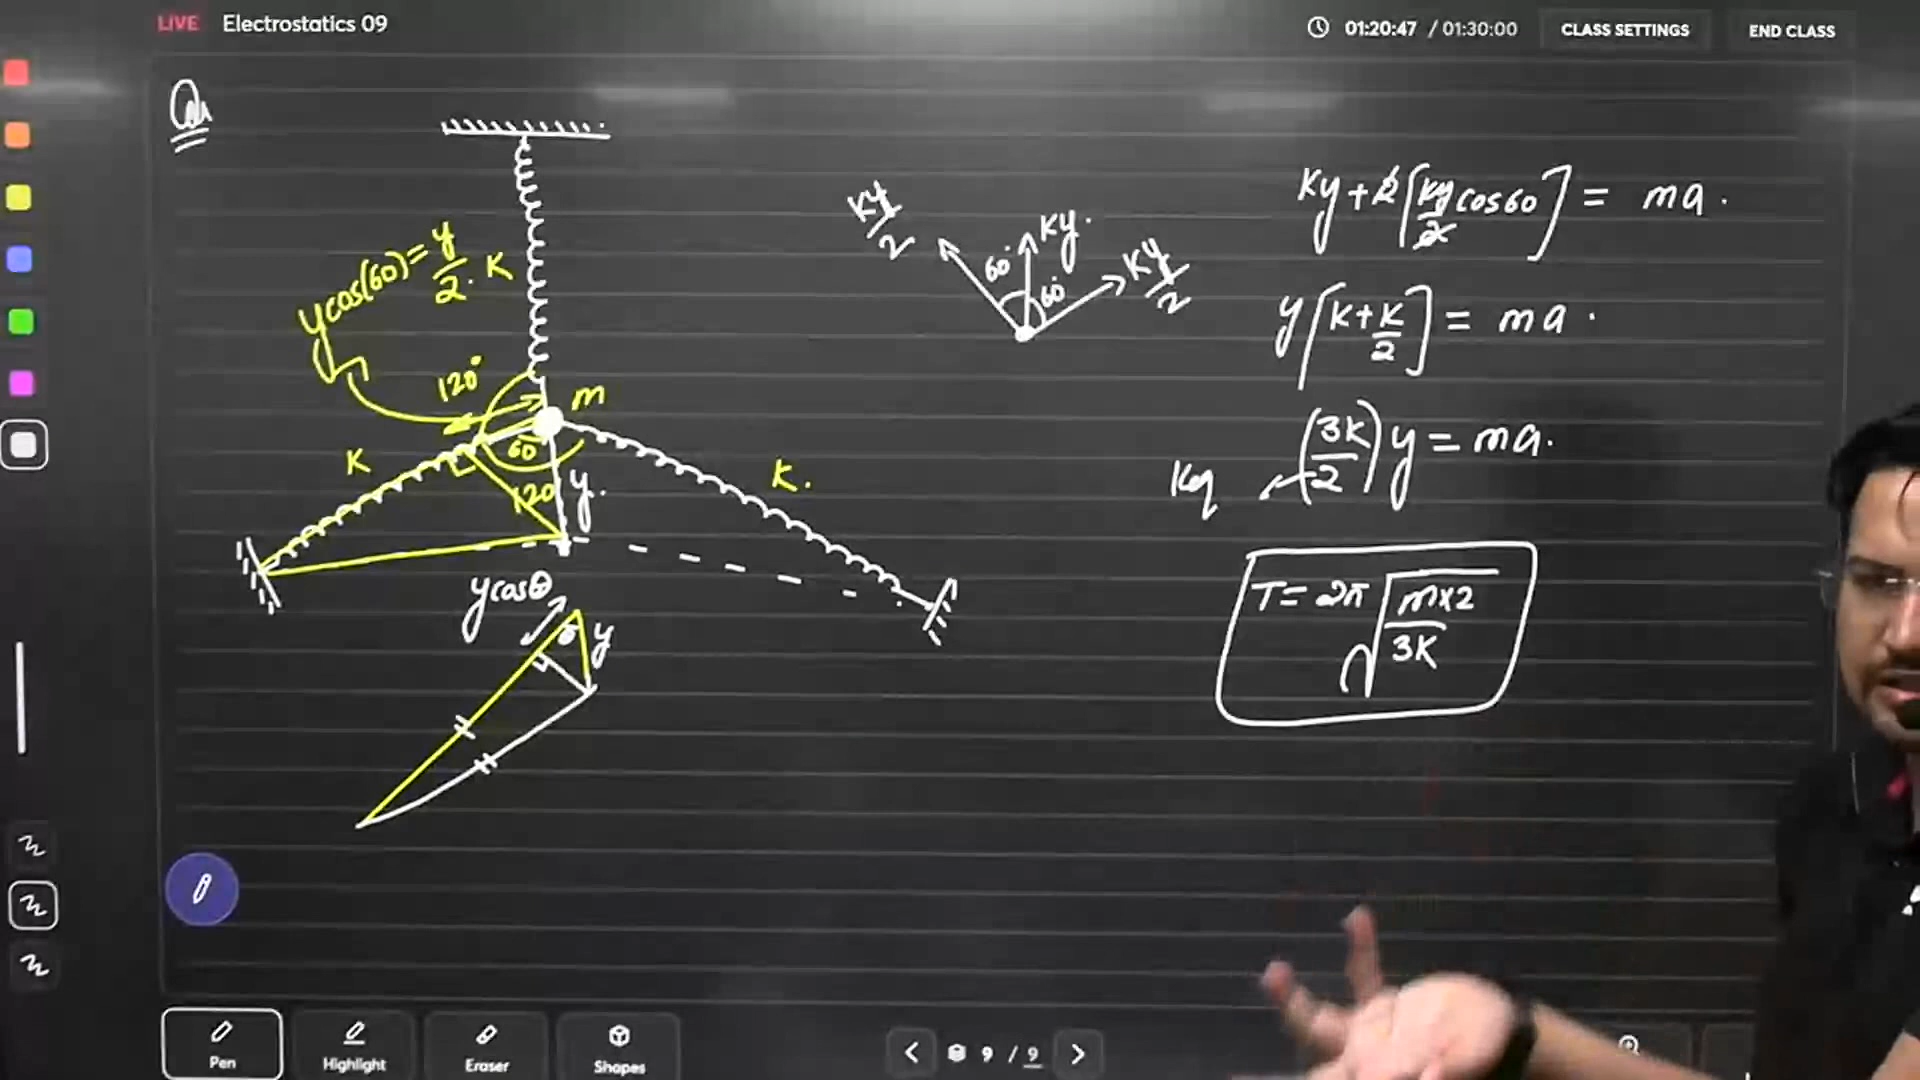 LIVE Electrostatics 09
01:20:47 / 01:30:00 CLASS SETTINGS END CLASS
Q
ycos(60) = y/2 . K
120°
m
K
60
120
y.
K.
ycosθ
θ
y
Ky/2
60°
Ky.
60°
Ky/2
Ky + 2[Ky/2 cos60] = ma.
y[K + K/2] = ma.
Keq (3K/2) y = ma.
T = 2π √(m×2/3K)
Pen Highlight Eraser Shapes
9 / 9